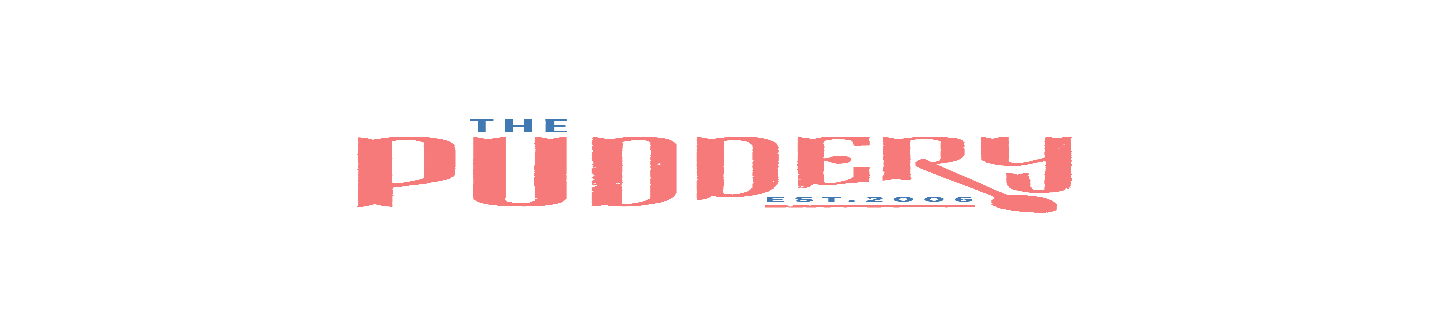 THE
PUDDERY
EST. 2006